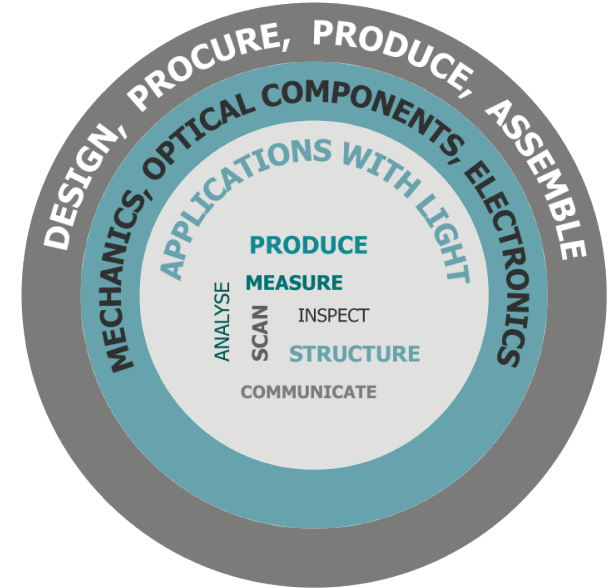 DESIGN, PROCURE, PRODUCE, ASSEMBLE
MECHANICS, OPTICAL COMPONENTS, ELECTRONICS
APPLICATIONS WITH LIGHT
PRODUCE
MEASURE
ANALYSE
SCAN
INSPECT
STRUCTURE
COMMUNICATE